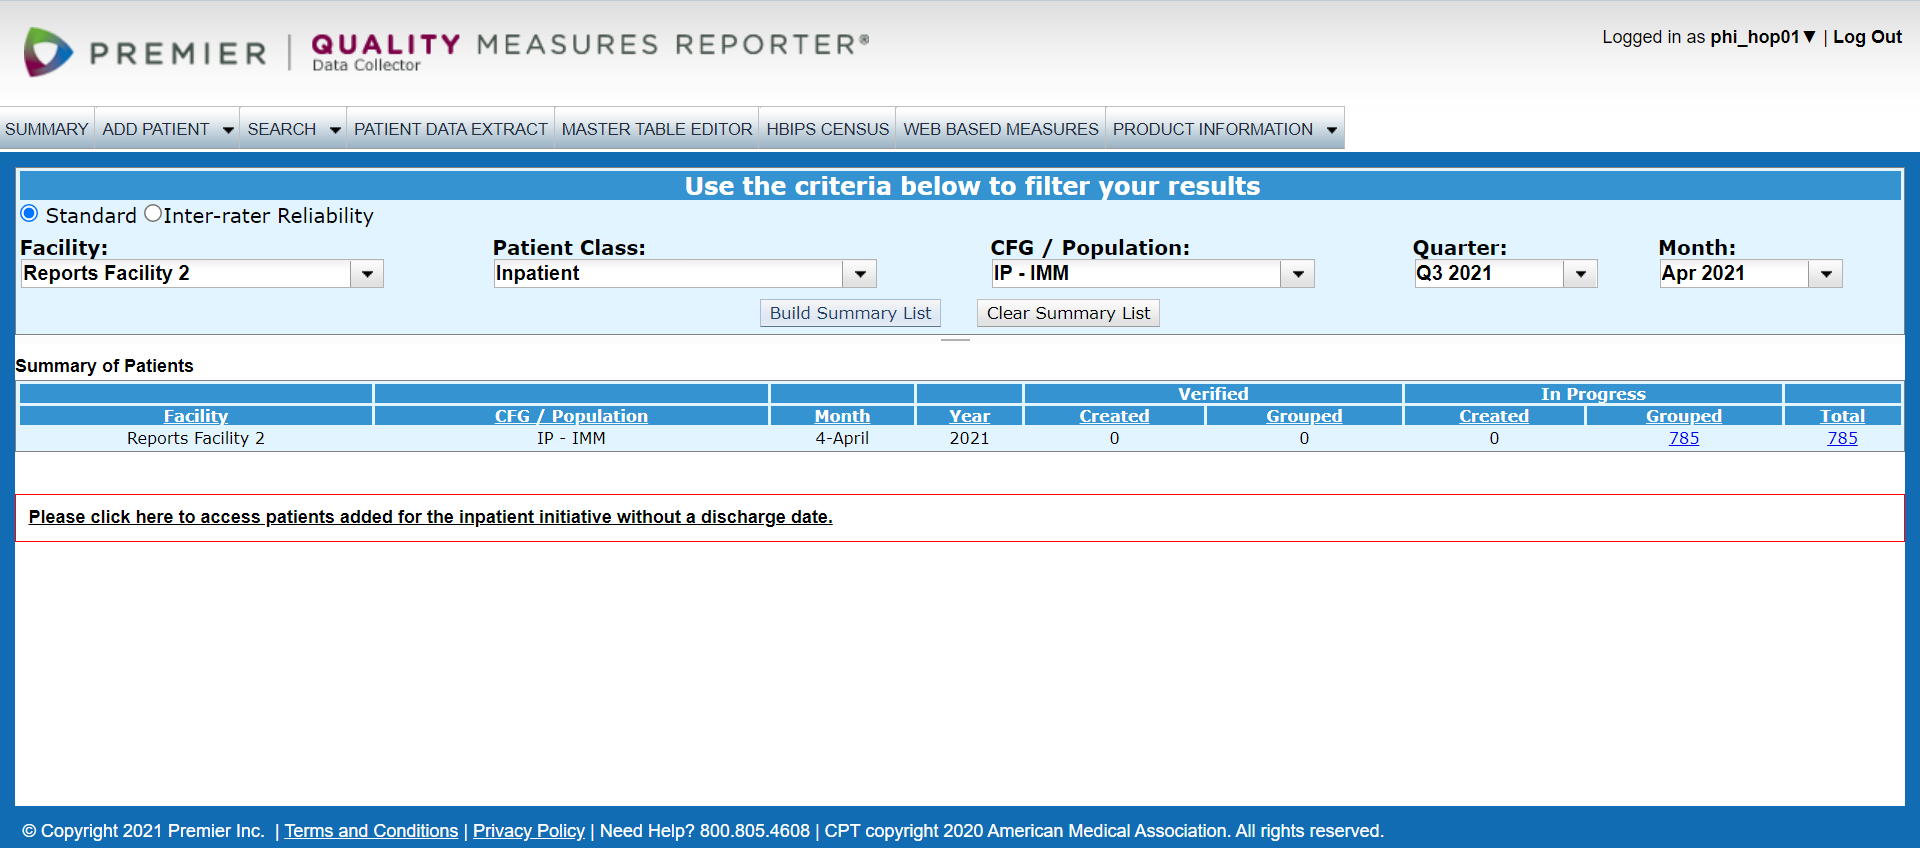 PREMIER | QUALITY MEASURES REPORTER®
Data Collector
Logged in as phi_hop01▼ | Log Out
SUMMARY ADD PATIENT SEARCH PATIENT DATA EXTRACT MASTER TABLE EDITOR HBIPS CENSUS WEB BASED MEASURES PRODUCT INFORMATION
Use the criteria below to filter your results
Standard Inter-rater Reliability
Facility: Patient Class: CFG / Population: Quarter: Month:
Reports Facility 2 Inpatient IP - IMM Q3 2021 Apr 2021
Build Summary List Clear Summary List
Summary of Patients
Verified In Progress
Facility CFG / Population Month Year Created Grouped Created Grouped Total
Reports Facility 2 IP - IMM 4-April 2021 0 0 0 785 785
Please click here to access patients added for the inpatient initiative without a discharge date.
© Copyright 2021 Premier Inc. | Terms and Conditions | Privacy Policy | Need Help? 800.805.4608 | CPT copyright 2020 American Medical Association. All rights reserved.